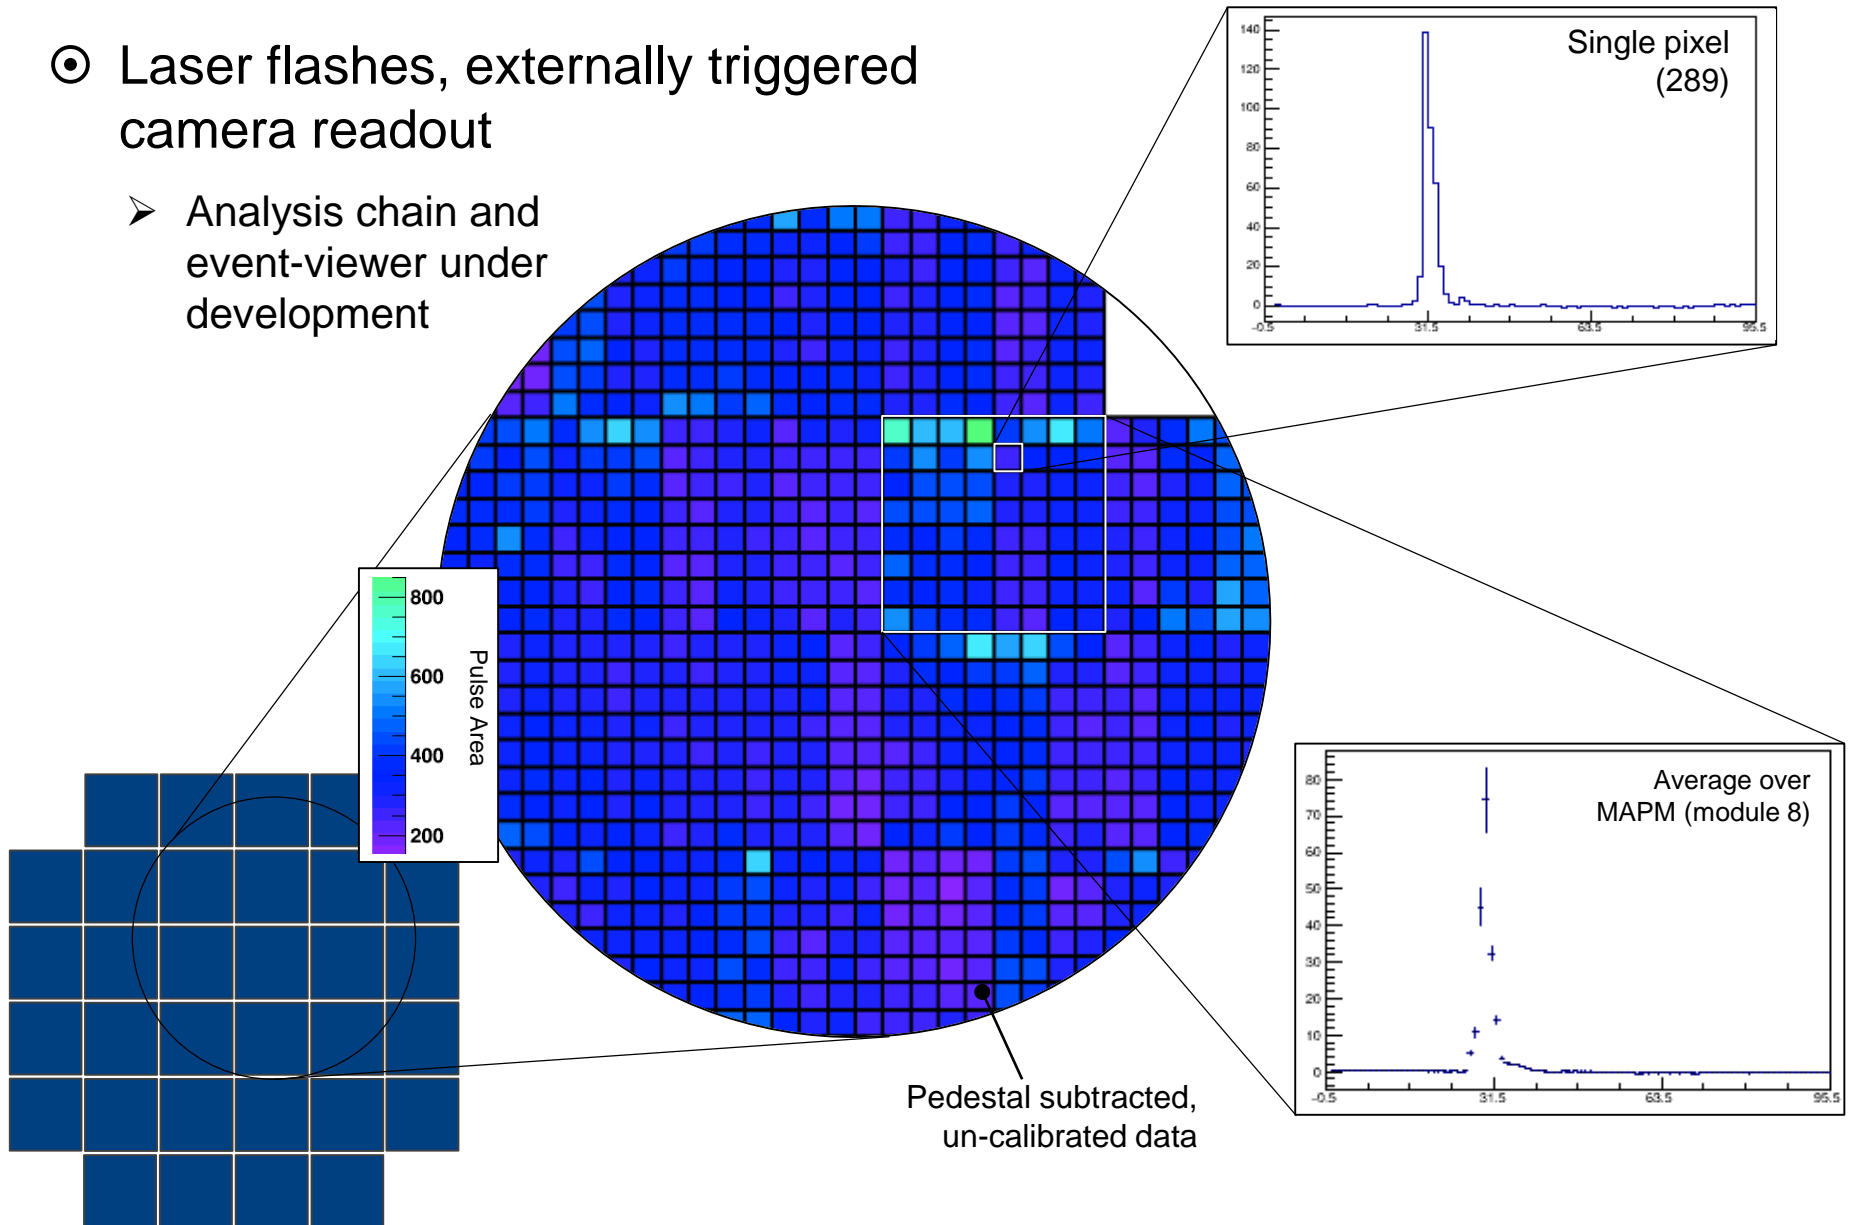 Laser flashes, externally triggered
camera readout
Analysis chain and
event-viewer under
development
Single pixel
(289)
140
120
100
80
60
40
20
0
-0.5 31.5 63.5 95.5
800
600
400
200
Pulse Area
Average over
MAPM (module 8)
80
70
60
50
40
30
20
10
0
-0.5 31.5 63.5 95.5
Pedestal subtracted,
un-calibrated data